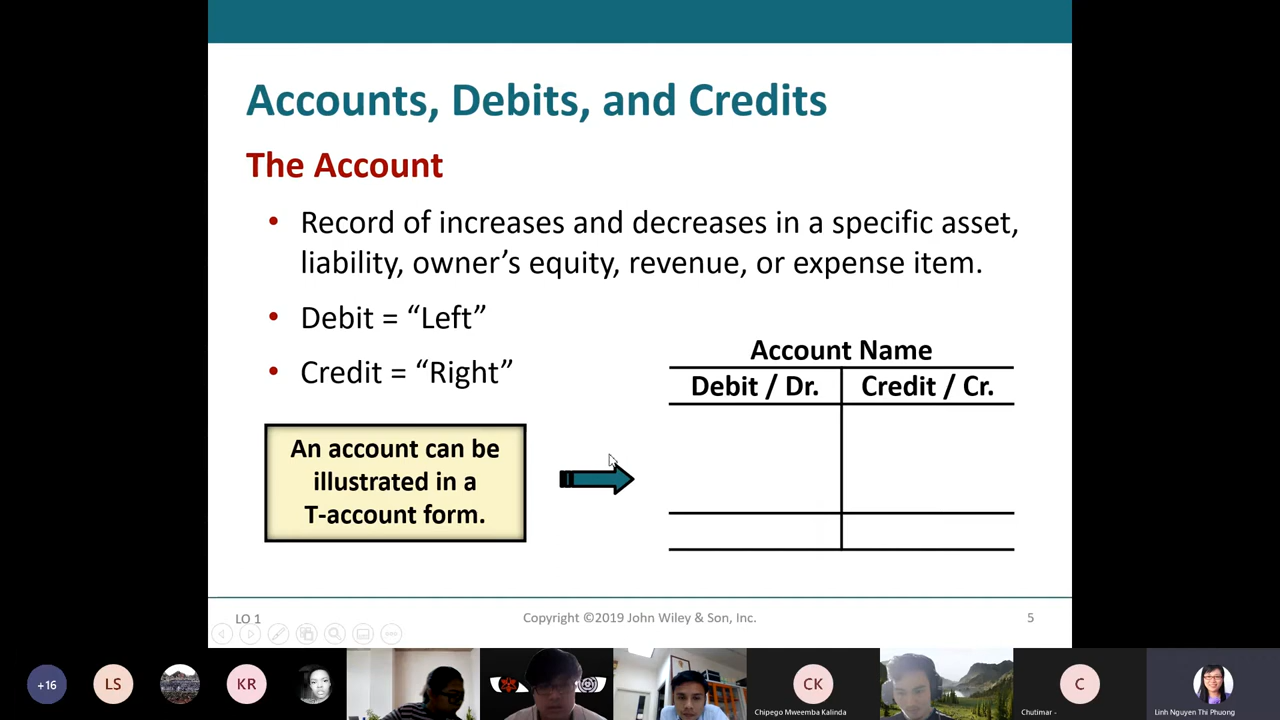 Accounts, Debits, and Credits
The Account
• Record of increases and decreases in a specific asset,
liability, owner’s equity, revenue, or expense item.
• Debit = “Left”
• Credit = “Right”
An account can be
illustrated in a
T-account form.
Account Name
Debit / Dr. Credit / Cr.
LO 1
Copyright ©2019 John Wiley & Son, Inc.
5
+16
LS
KR
CK
Chipego Mweemba Kalinda
C
Chutimar -
Linh Nguyen Thi Phuong